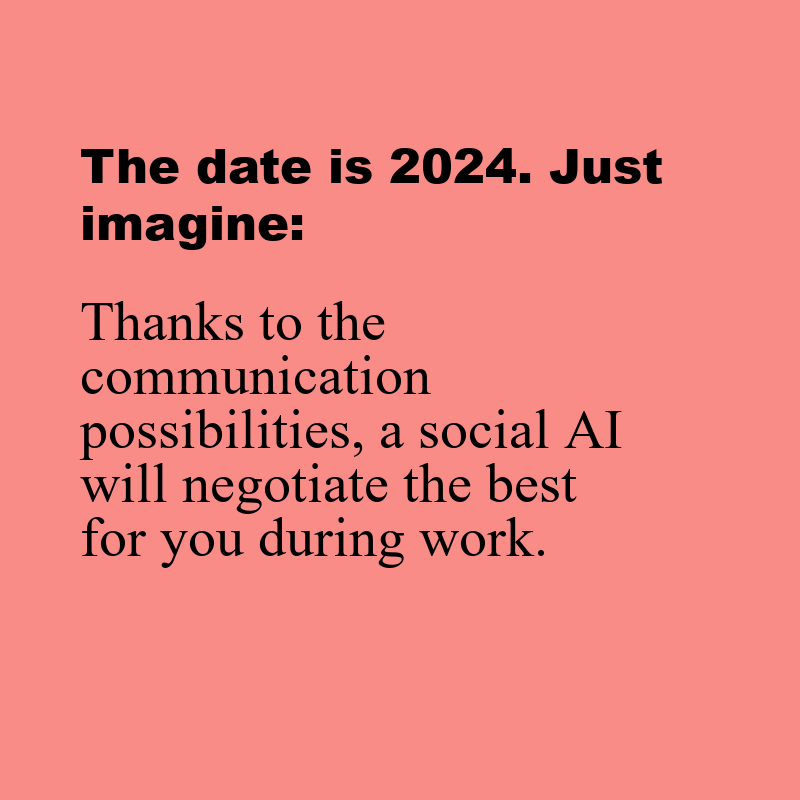 The date is 2024. Just
imagine:
Thanks to the
communication
possibilities, a social AI
will negotiate the best
for you during work.